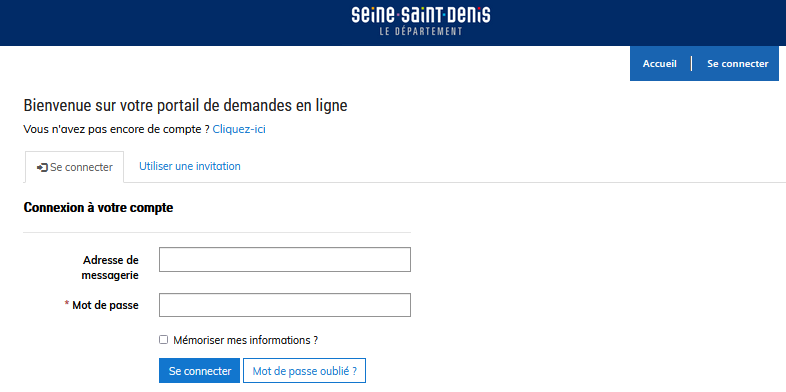 seine-saint-denis
LE DÉPARTEMENT
Accueil | Se connecter
Bienvenue sur votre portail de demandes en ligne
Vous n'avez pas encore de compte ? Cliquez-ici
Se connecter Utiliser une invitation
Connexion à votre compte
Adresse de
messagerie
* Mot de passe
Mémoriser mes informations ?
Se connecter Mot de passe oublié ?